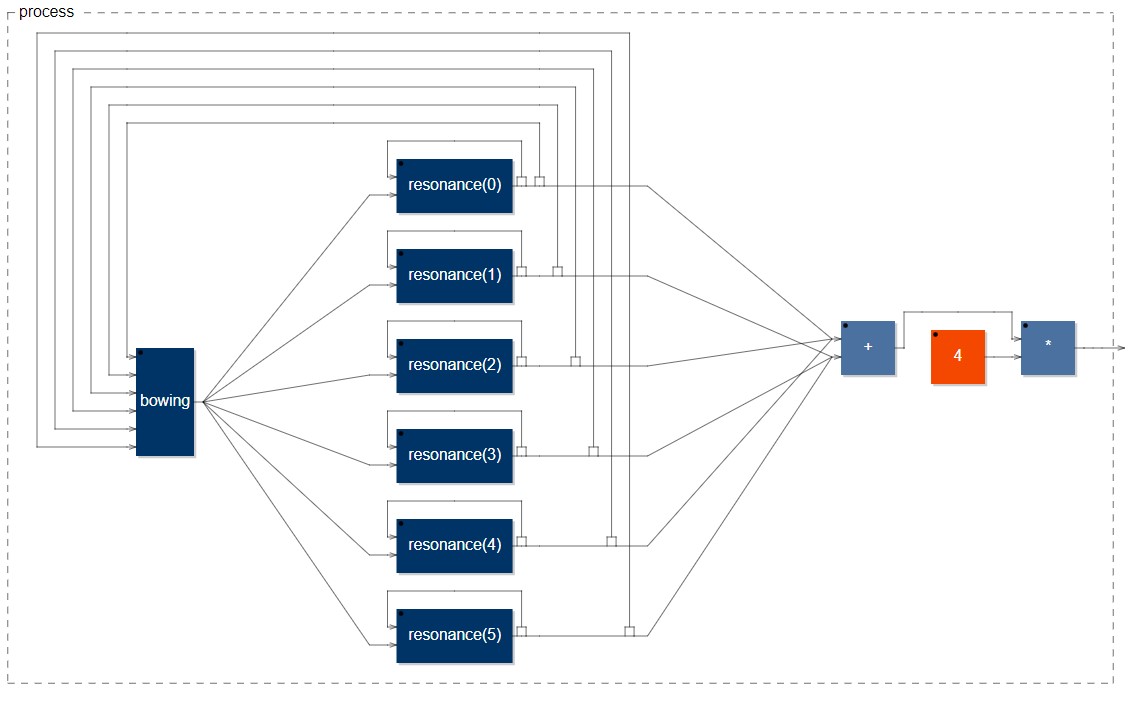 process
resonance(0)
resonance(1)
resonance(2)
bowing
resonance(3)
resonance(4)
resonance(5)
+
4
*